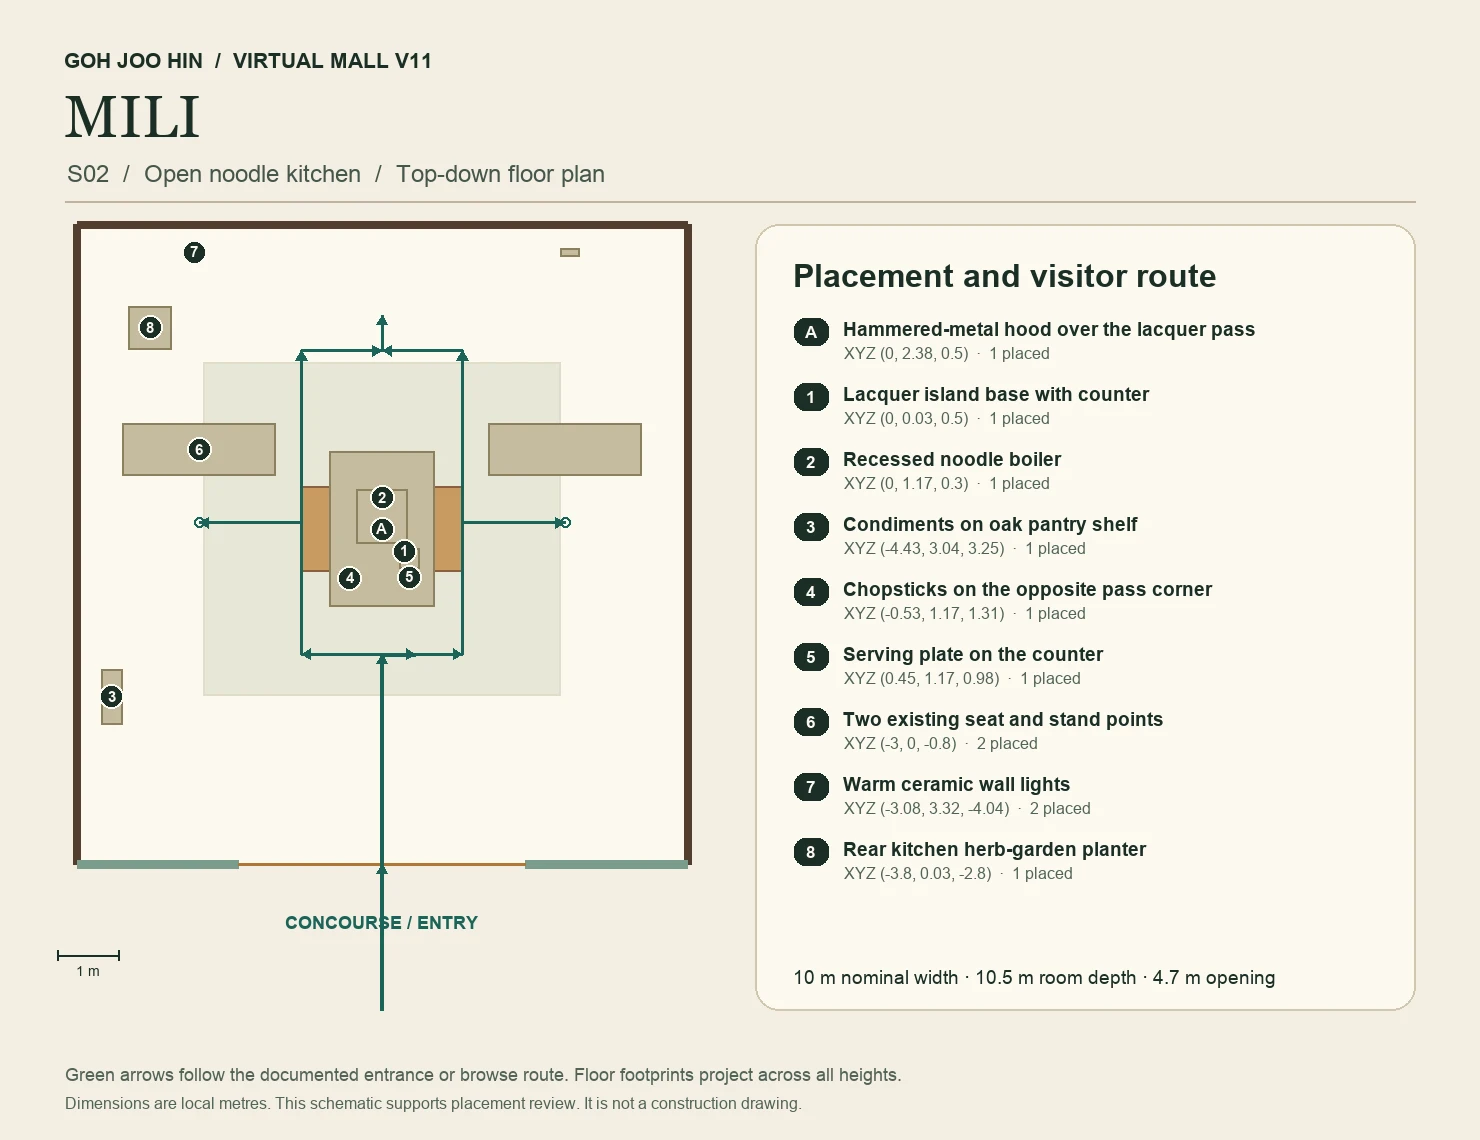 GOH JOO HIN / VIRTUAL MALL V11
MILI
S02 / Open noodle kitchen / Top-down floor plan
7
8
6
2
A
1
4
5
3
CONCOURSE / ENTRY
1 m
Placement and visitor route
A Hammered-metal hood over the lacquer pass
XYZ (0, 2.38, 0.5) · 1 placed
1 Lacquer island base with counter
XYZ (0, 0.03, 0.5) · 1 placed
2 Recessed noodle boiler
XYZ (0, 1.17, 0.3) · 1 placed
3 Condiments on oak pantry shelf
XYZ (-4.43, 3.04, 3.25) · 1 placed
4 Chopsticks on the opposite pass corner
XYZ (-0.53, 1.17, 1.31) · 1 placed
5 Serving plate on the counter
XYZ (0.45, 1.17, 0.98) · 1 placed
6 Two existing seat and stand points
XYZ (-3, 0, -0.8) · 2 placed
7 Warm ceramic wall lights
XYZ (-3.08, 3.32, -4.04) · 2 placed
8 Rear kitchen herb-garden planter
XYZ (-3.8, 0.03, -2.8) · 1 placed
10 m nominal width · 10.5 m room depth · 4.7 m opening
Green arrows follow the documented entrance or browse route. Floor footprints project across all heights.
Dimensions are local metres. This schematic supports placement review. It is not a construction drawing.